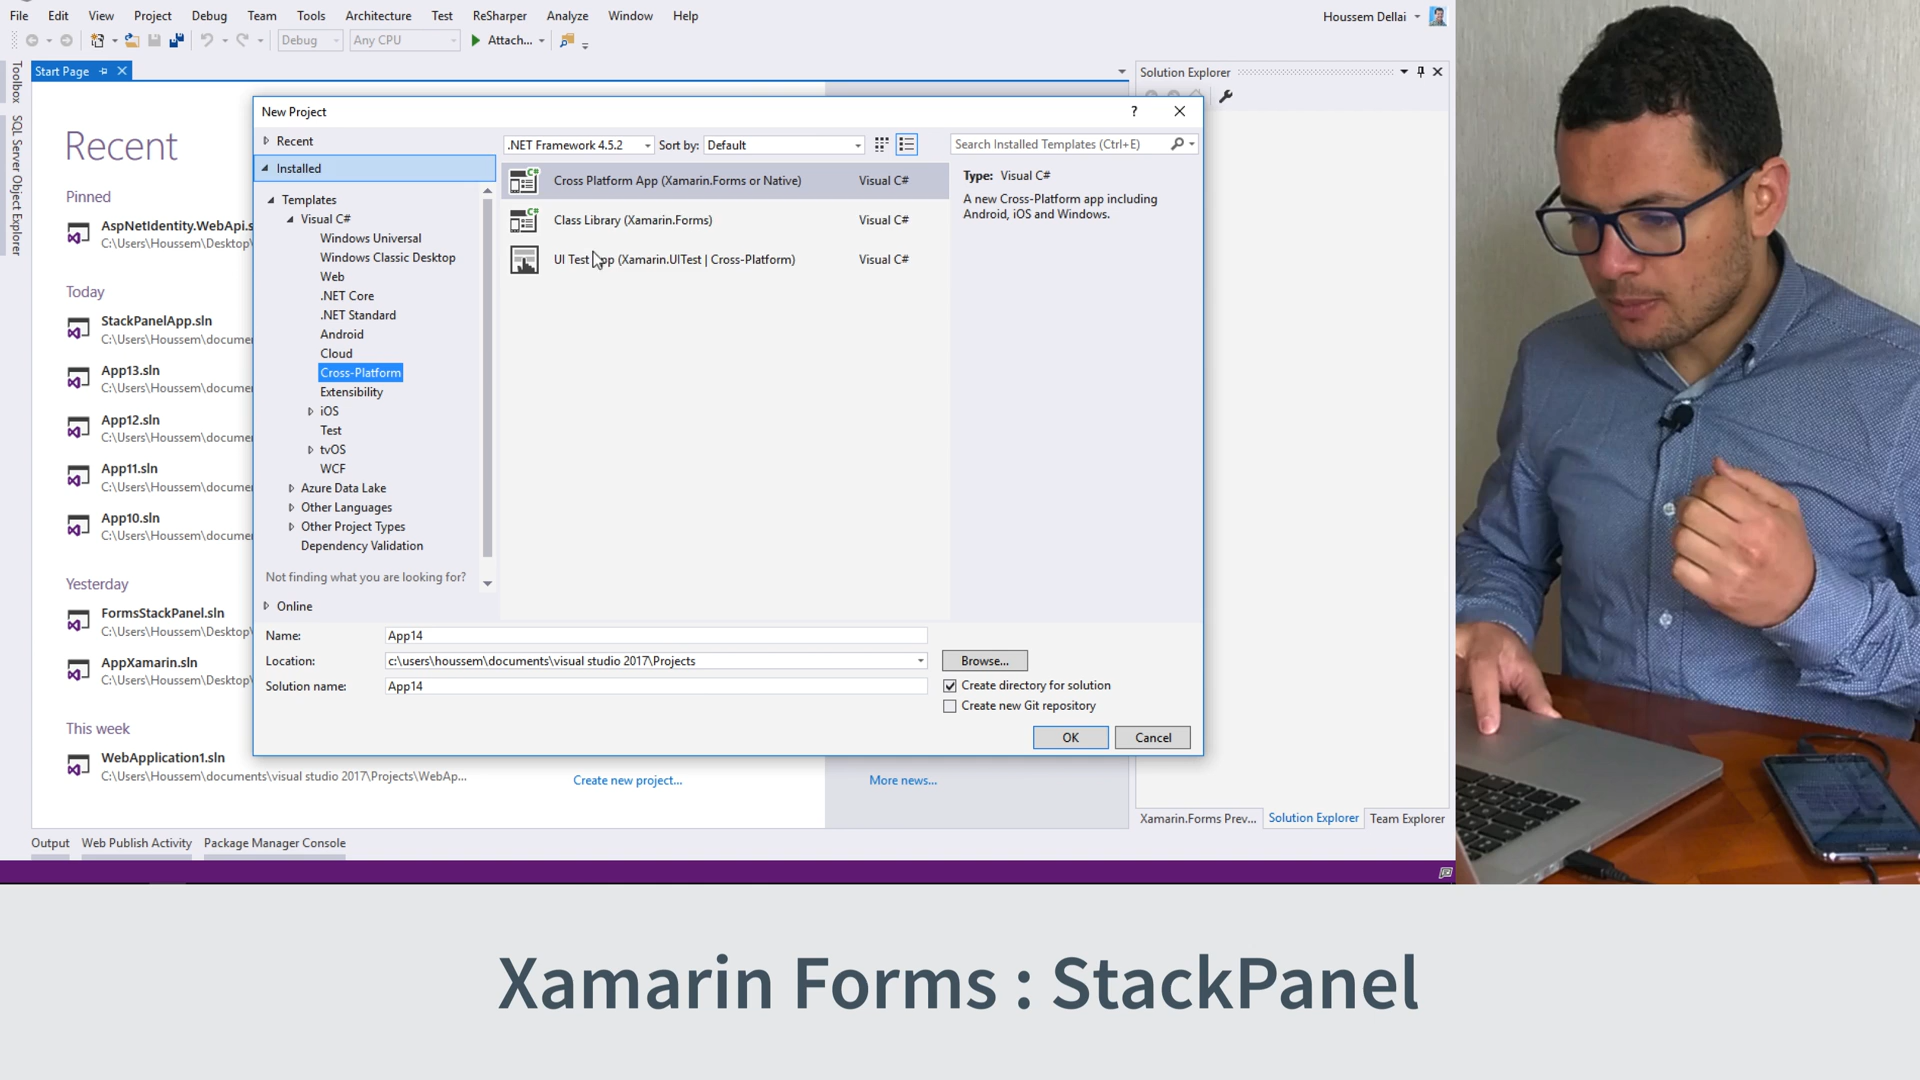 File Edit View Project Debug Team Tools Architecture Test ReSharper Analyze Window Help
Houssem Dellai
Debug Any CPU Attach...
Toolbox
SQL Server Object Explorer
Start Page
Solution Explorer
Recent
Pinned
AspNetIdentity.WebApi.s
C:\Users\Houssem\Desktop\
Today
StackPanelApp.sln
C:\Users\Houssem\docume
App13.sln
C:\Users\Houssem\docume
App12.sln
C:\Users\Houssem\docume
App11.sln
C:\Users\Houssem\docume
App10.sln
C:\Users\Houssem\docume
Yesterday
FormsStackPanel.sln
C:\Users\Houssem\Desktop\
AppXamarin.sln
C:\Users\Houssem\Desktop\
This week
WebApplication1.sln
C:\Users\Houssem\documents\visual studio 2017\Projects\WebAp...
Create new project...
More news...
New Project
?
Recent
Installed
Templates
Visual C#
Windows Universal
Windows Classic Desktop
Web
.NET Core
.NET Standard
Android
Cloud
Cross-Platform
Extensibility
iOS
Test
tvOS
WCF
Azure Data Lake
Other Languages
Other Project Types
Dependency Validation
Not finding what you are looking for?
Online
.NET Framework 4.5.2 Sort by: Default
Search Installed Templates (Ctrl+E)
Cross Platform App (Xamarin.Forms or Native) Visual C#
Class Library (Xamarin.Forms) Visual C#
UI Test App (Xamarin.UITest | Cross-Platform) Visual C#
Type: Visual C#
A new Cross-Platform app including
Android, iOS and Windows.
Name: App14
Location: c:\users\houssem\documents\visual studio 2017\Projects
Browse...
Solution name: App14
Create directory for solution
Create new Git repository
OK Cancel
Xamarin.Forms Prev... Solution Explorer Team Explorer
Output Web Publish Activity Package Manager Console
Xamarin Forms : StackPanel